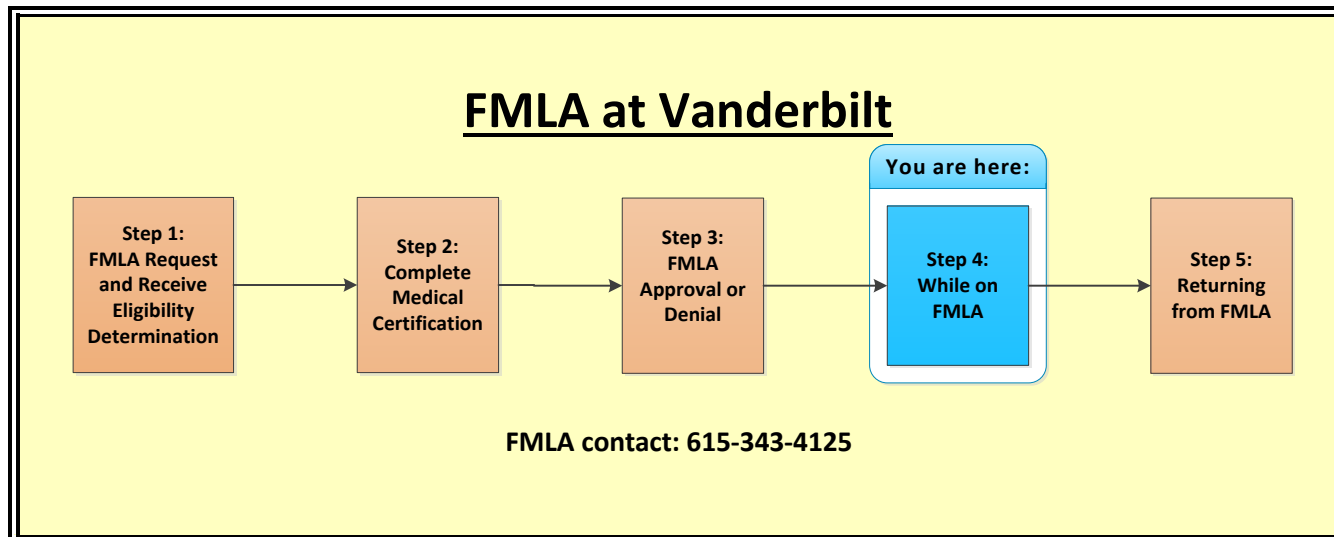 FMLA at Vanderbilt
You are here:
Step 1:
FMLA Request
and Receive
Eligibility
Determination
Step 2:
Complete
Medical
Certification
Step 3:
FMLA
Approval or
Denial
Step 4:
While on
FMLA
Step 5:
Returning
from FMLA
FMLA contact: 615-343-4125